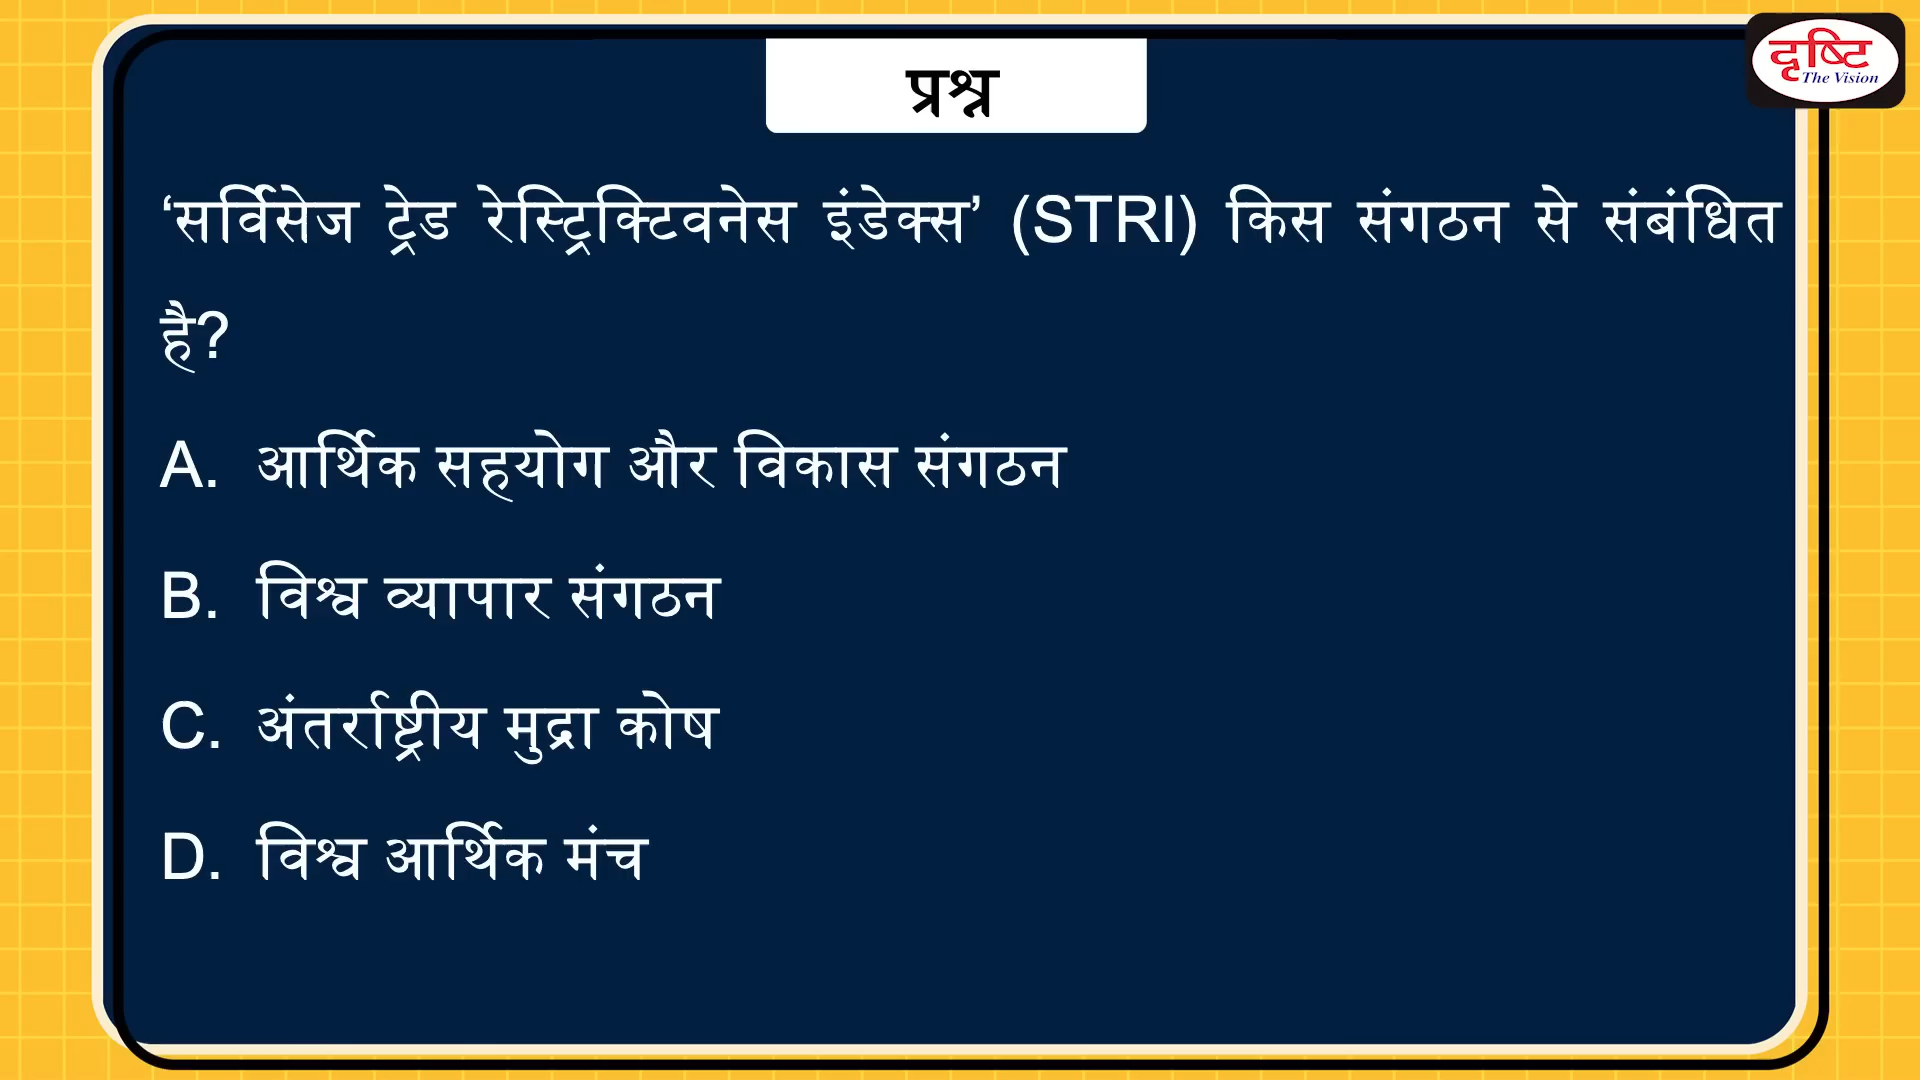 दृष्टि
The Vision
प्रश्न
‘सर्विसेज ट्रेड रेस्ट्रिक्टिवनेस इंडेक्स’ (STRI) किस संगठन से संबंधित
है?
A. आर्थिक सहयोग और विकास संगठन
B. विश्व व्यापार संगठन
C. अंतर्राष्ट्रीय मुद्रा कोष
D. विश्व आर्थिक मंच